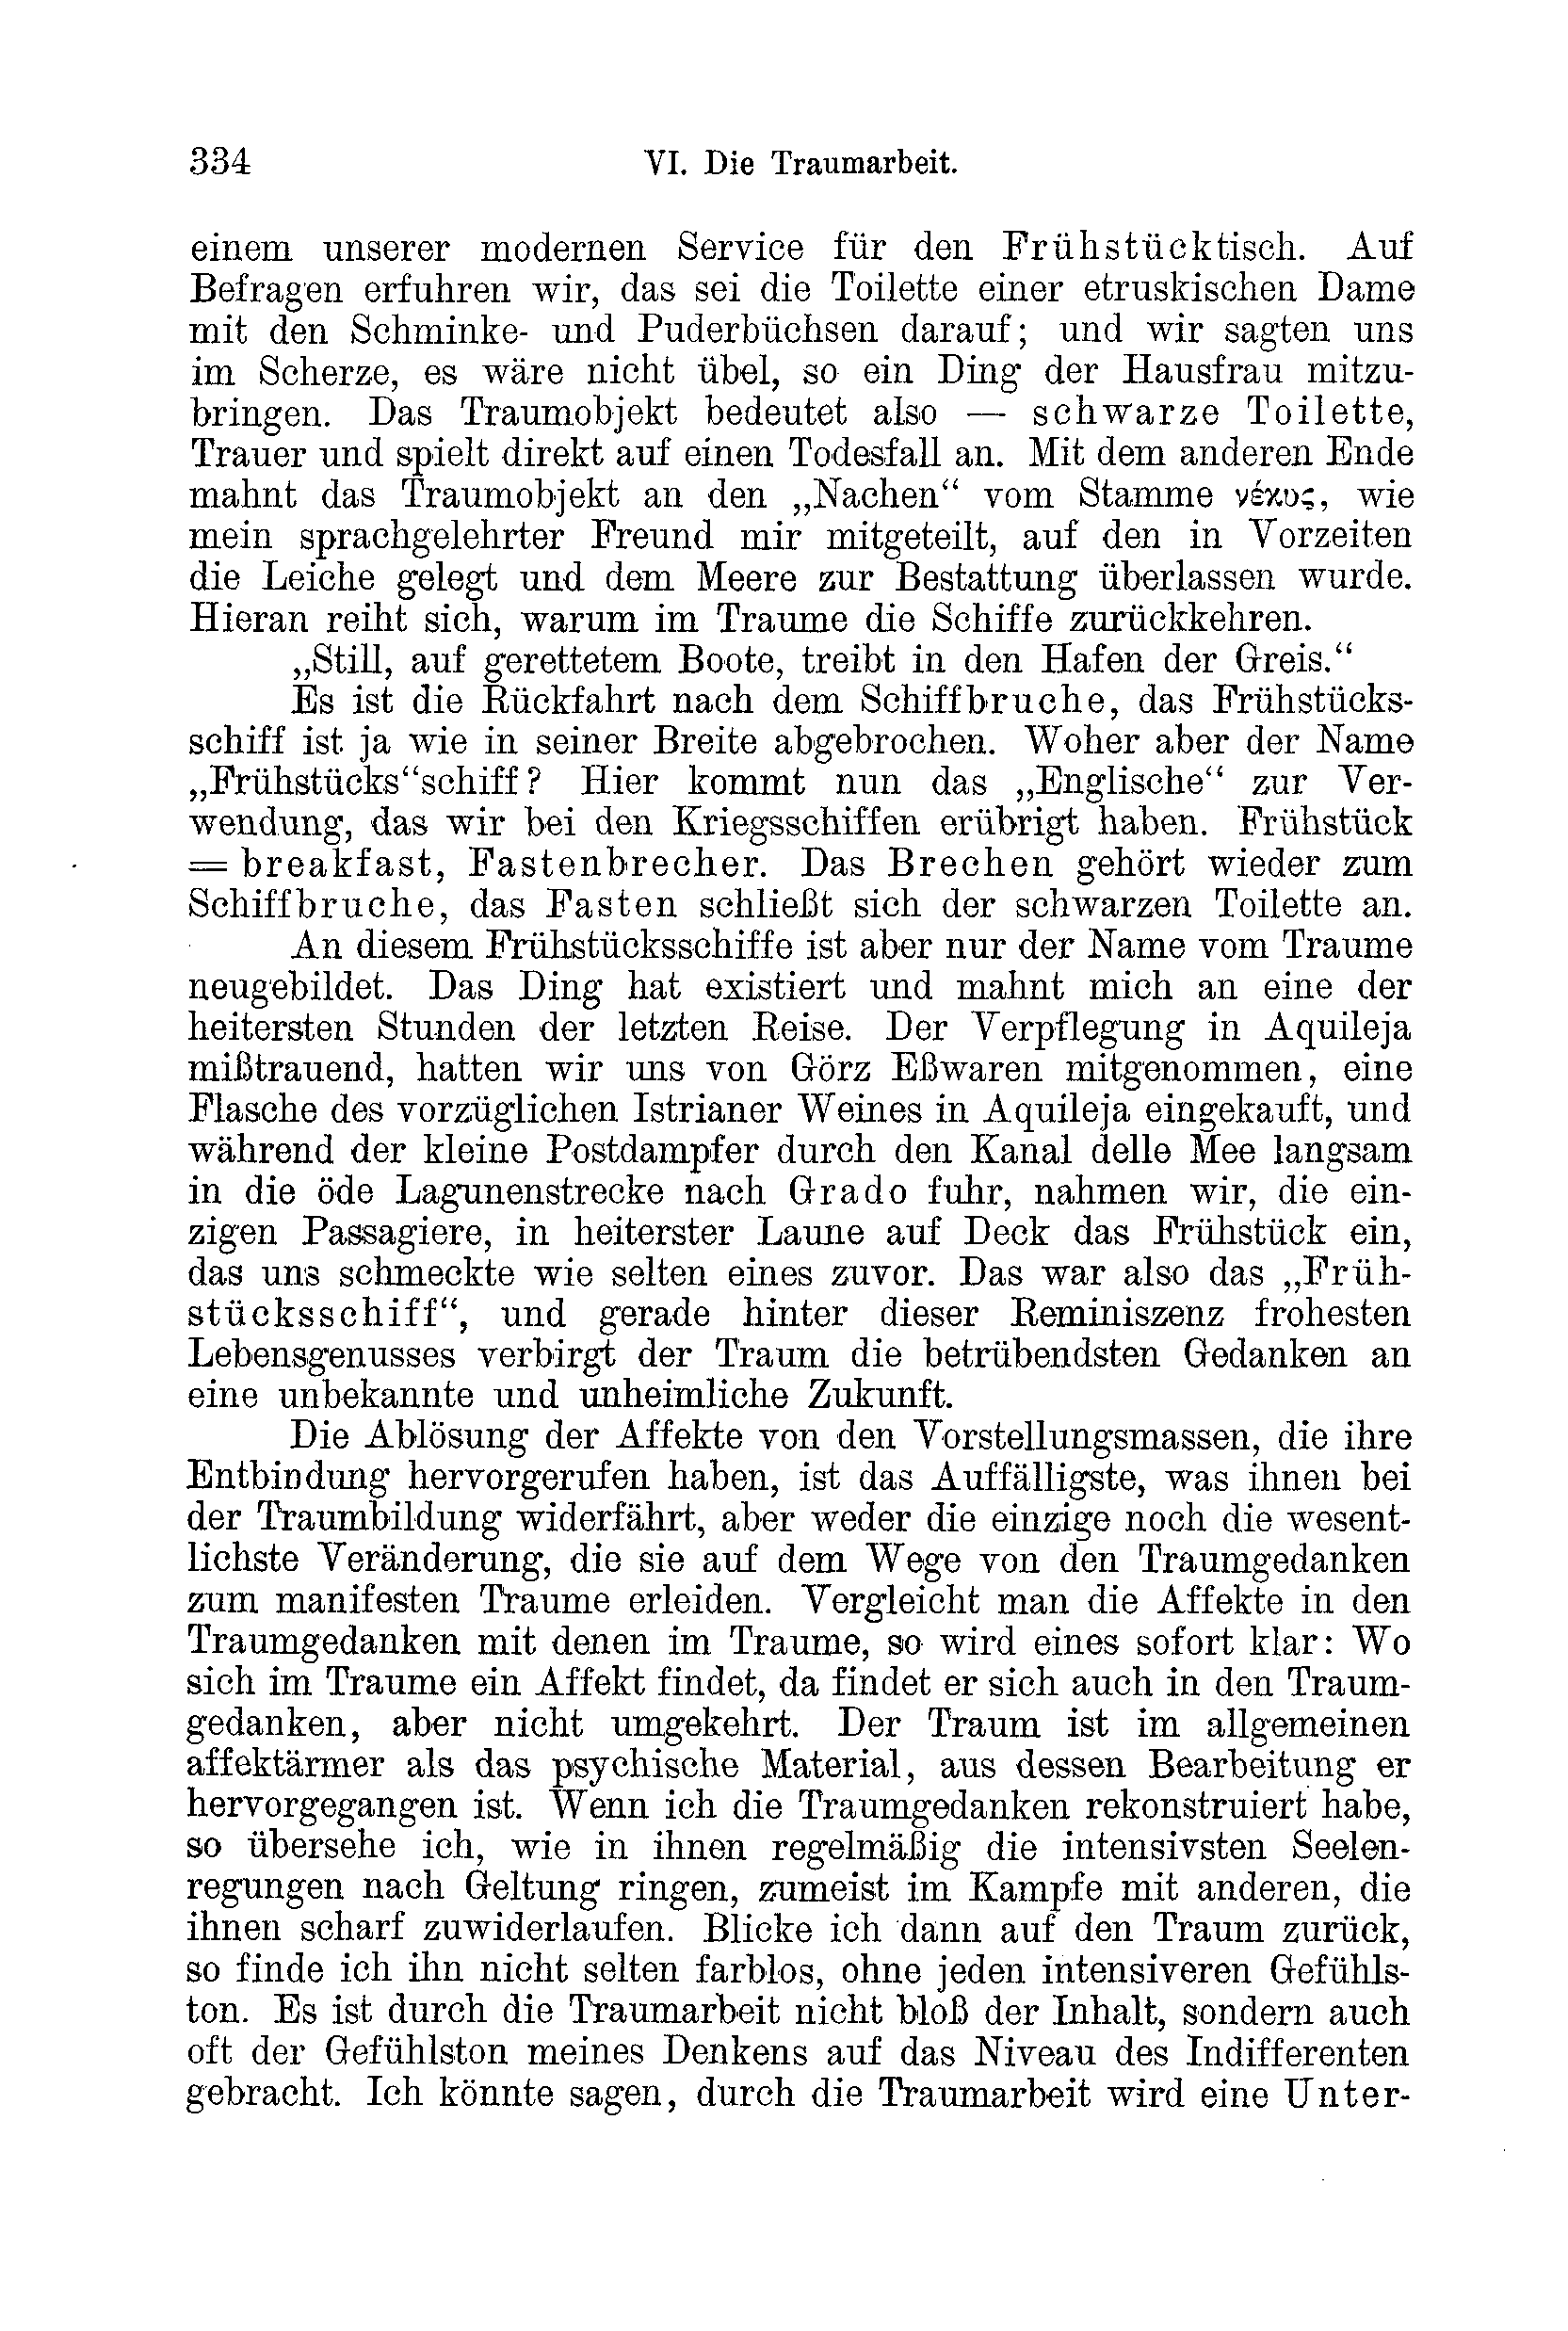 334
VI. Die Traumarbeit.
einem unserer modernen Service für den Frühstücktisch. Auf
Befragen erfuhren wir, das sei die Toilette einer etruskischen Dame
mit den Schminke- und Puderbüchsen darauf; und wir sagten uns
im Scherze, es wäre nicht übel, so ein Ding der Hausfrau mitzu-
bringen. Das Traumobjekt bedeutet also — schwarze Toilette,
Trauer und spielt direkt auf einen Todesfall an. Mit dem anderen Ende
mahnt das Traumobjekt an den „Nachen“ vom Stamme νέκυς, wie
mein sprachgelehrter Freund mir mitgeteilt, auf den in Vorzeiten
die Leiche gelegt und dem Meere zur Bestattung überlassen wurde.
Hieran reiht sich, warum im Traume die Schiffe zurückkehren.
„Still, auf gerettetem Boote, treibt in den Hafen der Greis.“
Es ist die Rückfahrt nach dem Schiffbruche, das Frühstücks-
schiff ist ja wie in seiner Breite abgebrochen. Woher aber der Name
„Frühstücks“schiff? Hier kommt nun das „Englische“ zur Ver-
wendung, das wir bei den Kriegsschiffen erübrigt haben. Frühstück
= breakfast, Fastenbrecher. Das Brechen gehört wieder zum
Schiffbruche, das Fasten schließt sich der schwarzen Toilette an.
An diesem Frühstücksschiffe ist aber nur der Name vom Traume
neugebildet. Das Ding hat existiert und mahnt mich an eine der
heitersten Stunden der letzten Reise. Der Verpflegung in Aquileja
mißtrauend, hatten wir uns von Görz Eßwaren mitgenommen, eine
Flasche des vorzüglichen Istrianer Weines in Aquileja eingekauft, und
während der kleine Postdampfer durch den Kanal delle Mee langsam
in die öde Lagunenstrecke nach Grado fuhr, nahmen wir, die ein-
zigen Passagiere, in heiterster Laune auf Deck das Frühstück ein,
das uns schmeckte wie selten eines zuvor. Das war also das „Früh-
stücksschiff“, und gerade hinter dieser Reminiszenz frohesten
Lebensgenusses verbirgt der Traum die betrübendsten Gedanken an
eine unbekannte und unheimliche Zukunft.
Die Ablösung der Affekte von den Vorstellungsmassen, die ihre
Entbindung hervorgerufen haben, ist das Auffälligste, was ihnen bei
der Traumbildung widerfährt, aber weder die einzige noch die wesent-
lichste Veränderung, die sie auf dem Wege von den Traumgedanken
zum manifesten Traume erleiden. Vergleicht man die Affekte in den
Traumgedanken mit denen im Traume, so wird eines sofort klar: Wo
sich im Traume ein Affekt findet, da findet er sich auch in den Traum-
gedanken, aber nicht umgekehrt. Der Traum ist im allgemeinen
affektärmer als das psychische Material, aus dessen Bearbeitung er
hervorgegangen ist. Wenn ich die Traumgedanken rekonstruiert habe,
so übersehe ich, wie in ihnen regelmäßig die intensivsten Seelen-
regungen nach Geltung ringen, zumeist im Kampfe mit anderen, die
ihnen scharf zuwiderlaufen. Blicke ich dann auf den Traum zurück,
so finde ich ihn nicht selten farblos, ohne jeden intensiveren Gefühls-
ton. Es ist durch die Traumarbeit nicht bloß der Inhalt, sondern auch
oft der Gefühlston meines Denkens auf das Niveau des Indifferenten
gebracht. Ich könnte sagen, durch die Traumarbeit wird eine Unter-